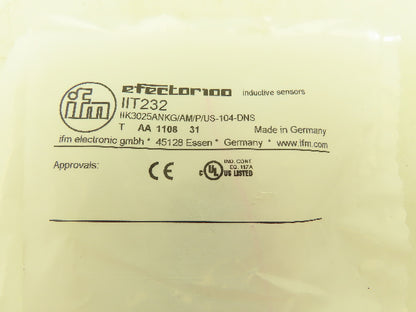 ifm
efector100 inductive sensors
IIT232
IIK3025ANKG/AM/P/US-104-DNS
T AA 1108 31 Made in Germany
ifm electronic gmbh * 45128 Essen * Germany * www.ifm.com
Approvals: CE c UL US LISTED
IND. CONT. EQ. 117A